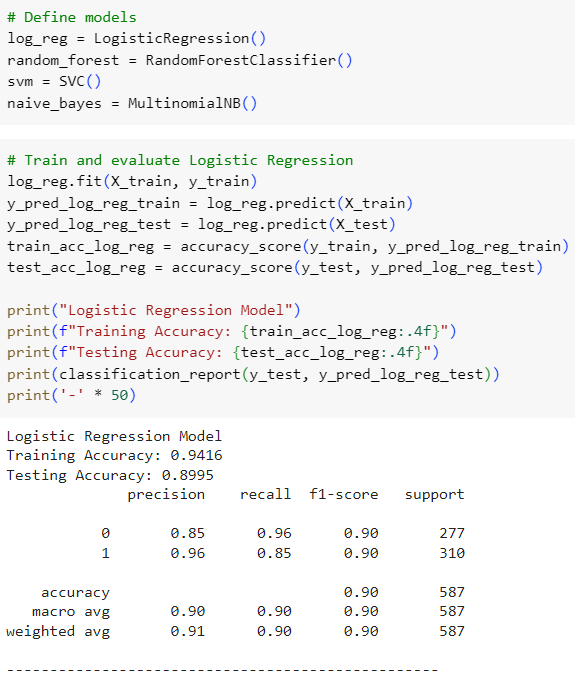 # Define models
log_reg = LogisticRegression()
random_forest = RandomForestClassifier()
svm = SVC()
naive_bayes = MultinomialNB()
# Train and evaluate Logistic Regression
log_reg.fit(X_train, y_train)
y_pred_log_reg_train = log_reg.predict(X_train)
y_pred_log_reg_test = log_reg.predict(X_test)
train_acc_log_reg = accuracy_score(y_train, y_pred_log_reg_train)
test_acc_log_reg = accuracy_score(y_test, y_pred_log_reg_test)
print("Logistic Regression Model")
print(f"Training Accuracy: {train_acc_log_reg:.4f}")
print(f"Testing Accuracy: {test_acc_log_reg:.4f}")
print(classification_report(y_test, y_pred_log_reg_test))
print('-' * 50)
Logistic Regression Model
Training Accuracy: 0.9416
Testing Accuracy: 0.8995
precision recall f1-score support
0 0.85 0.96 0.90 277
1 0.96 0.85 0.90 310
accuracy 0.90 587
macro avg 0.90 0.90 0.90 587
weighted avg 0.91 0.90 0.90 587
--------------------------------------------------